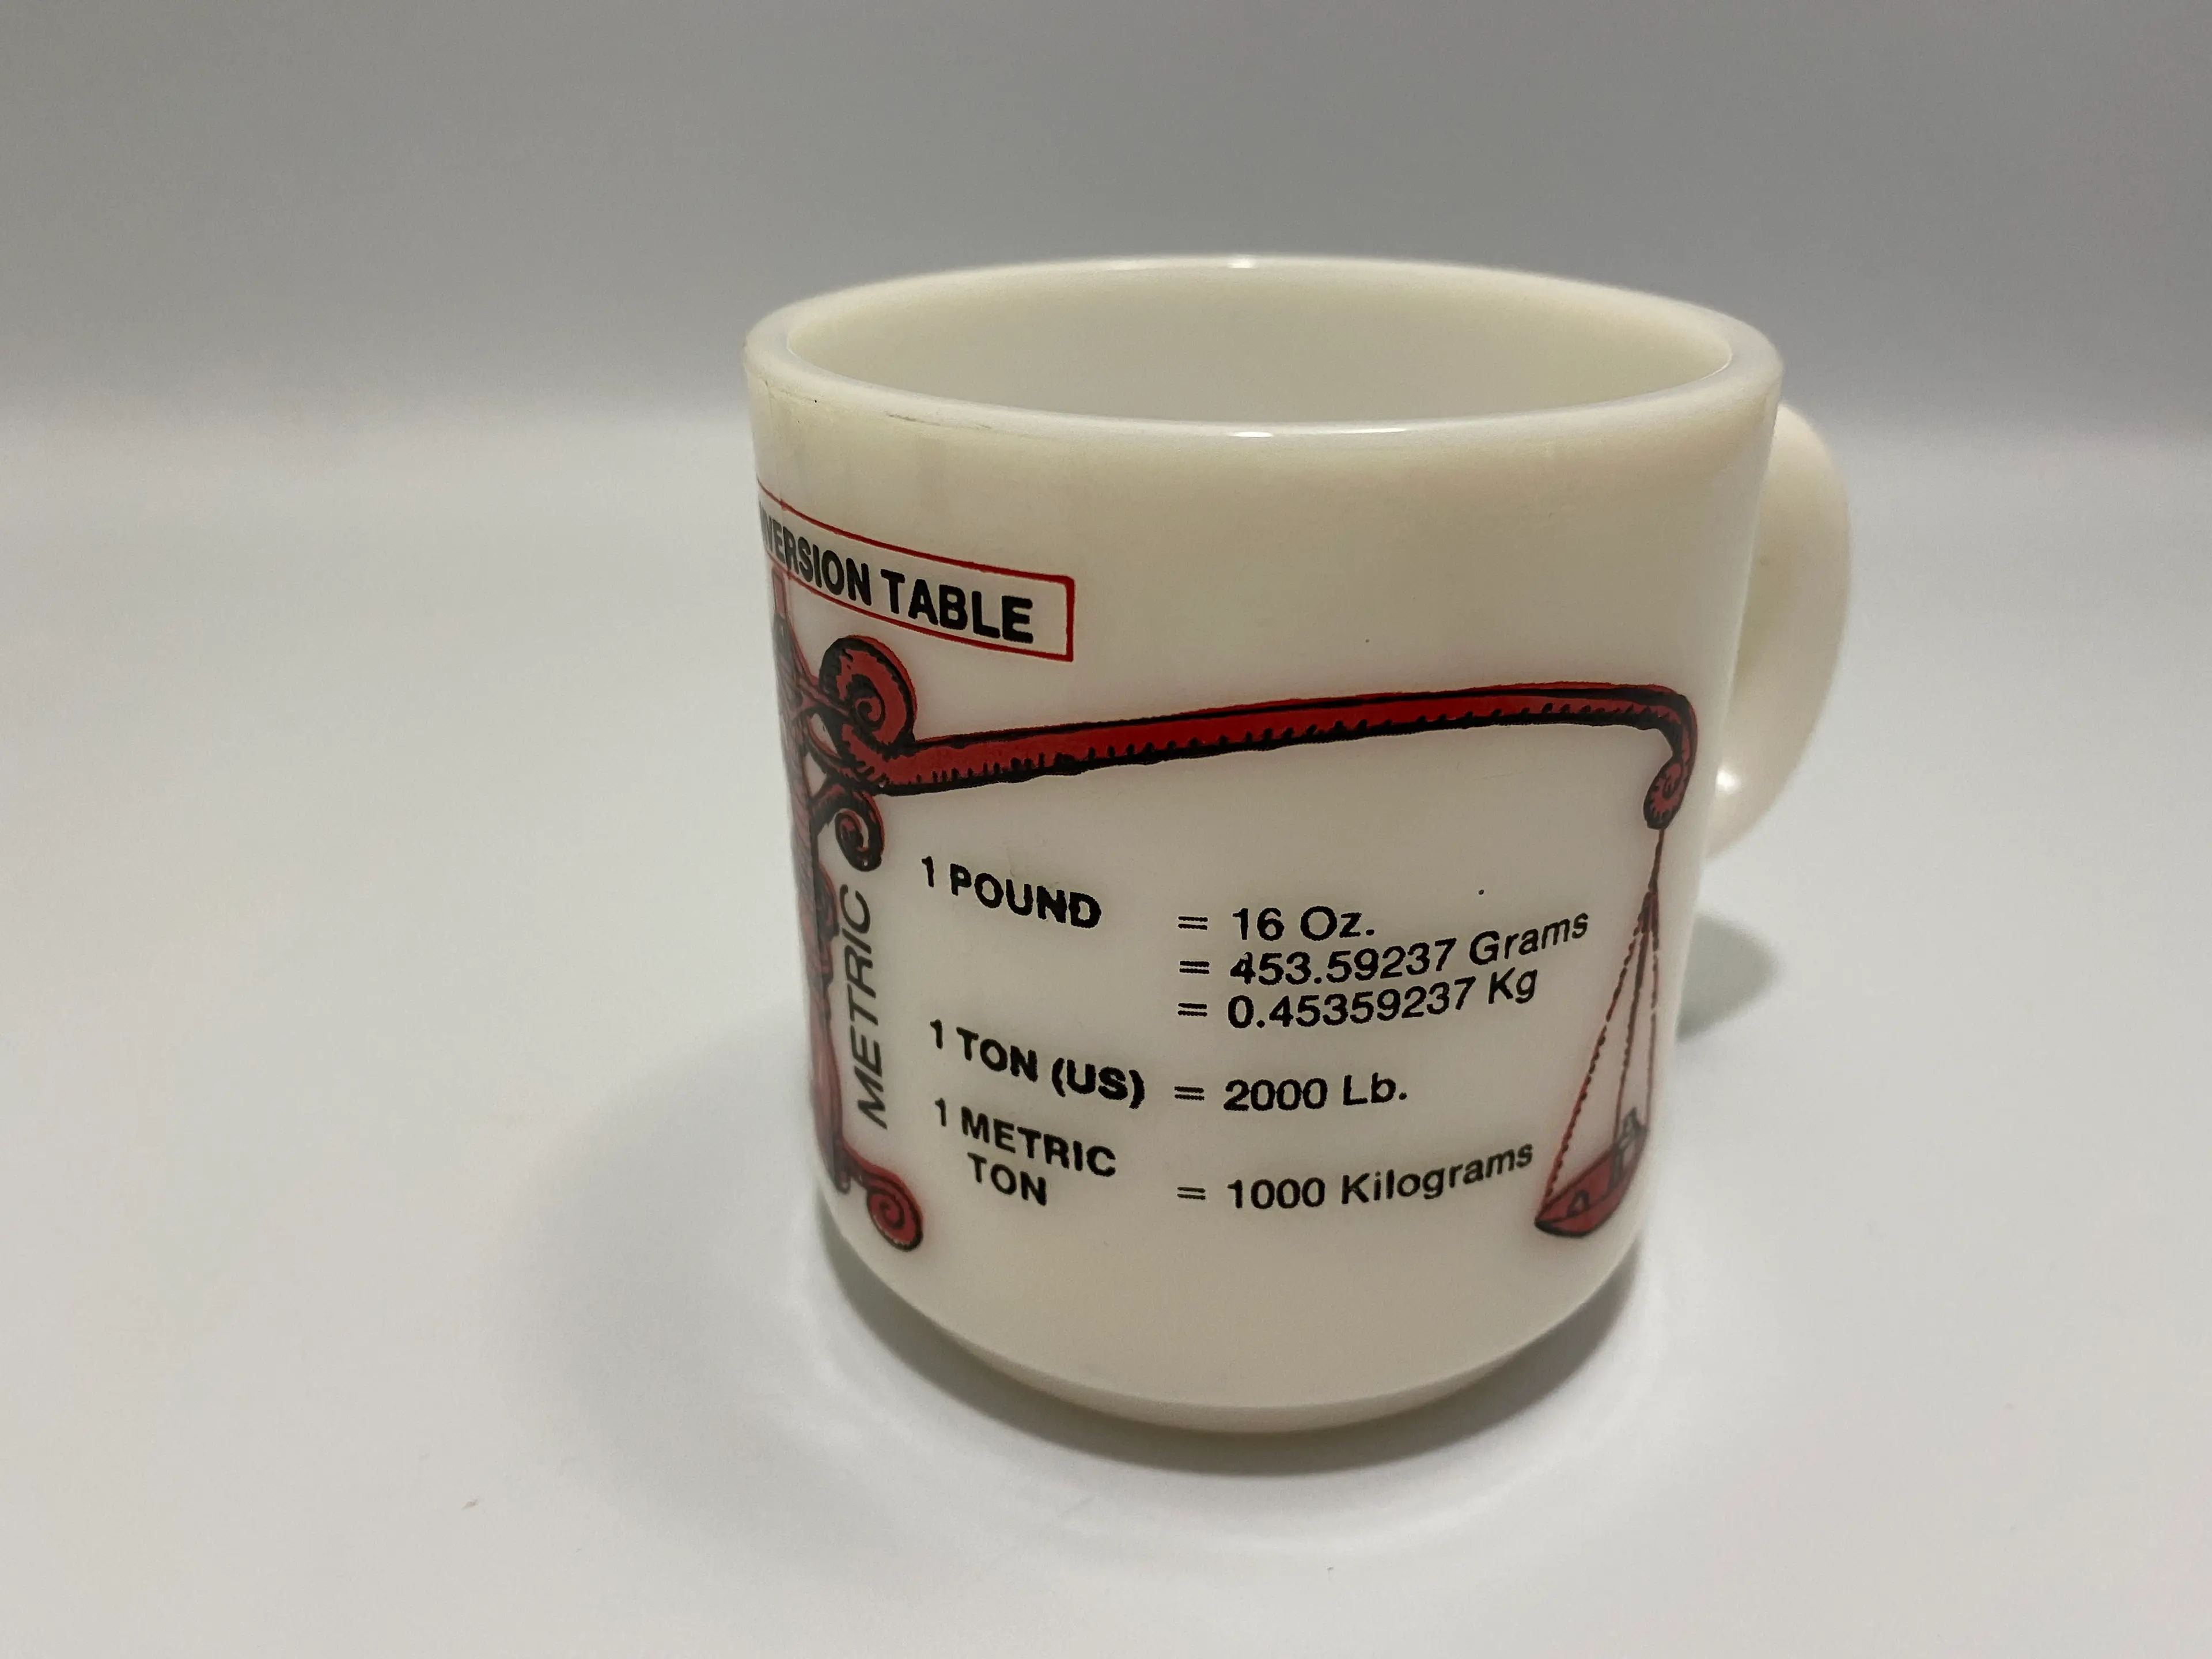 TABLE
METRIC
1 POUND = 16 Oz.
= 453.59237 Grams
= 0.45359237 Kg
1 TON (US) = 2000 Lb.
1 METRIC
TON = 1000 Kilograms